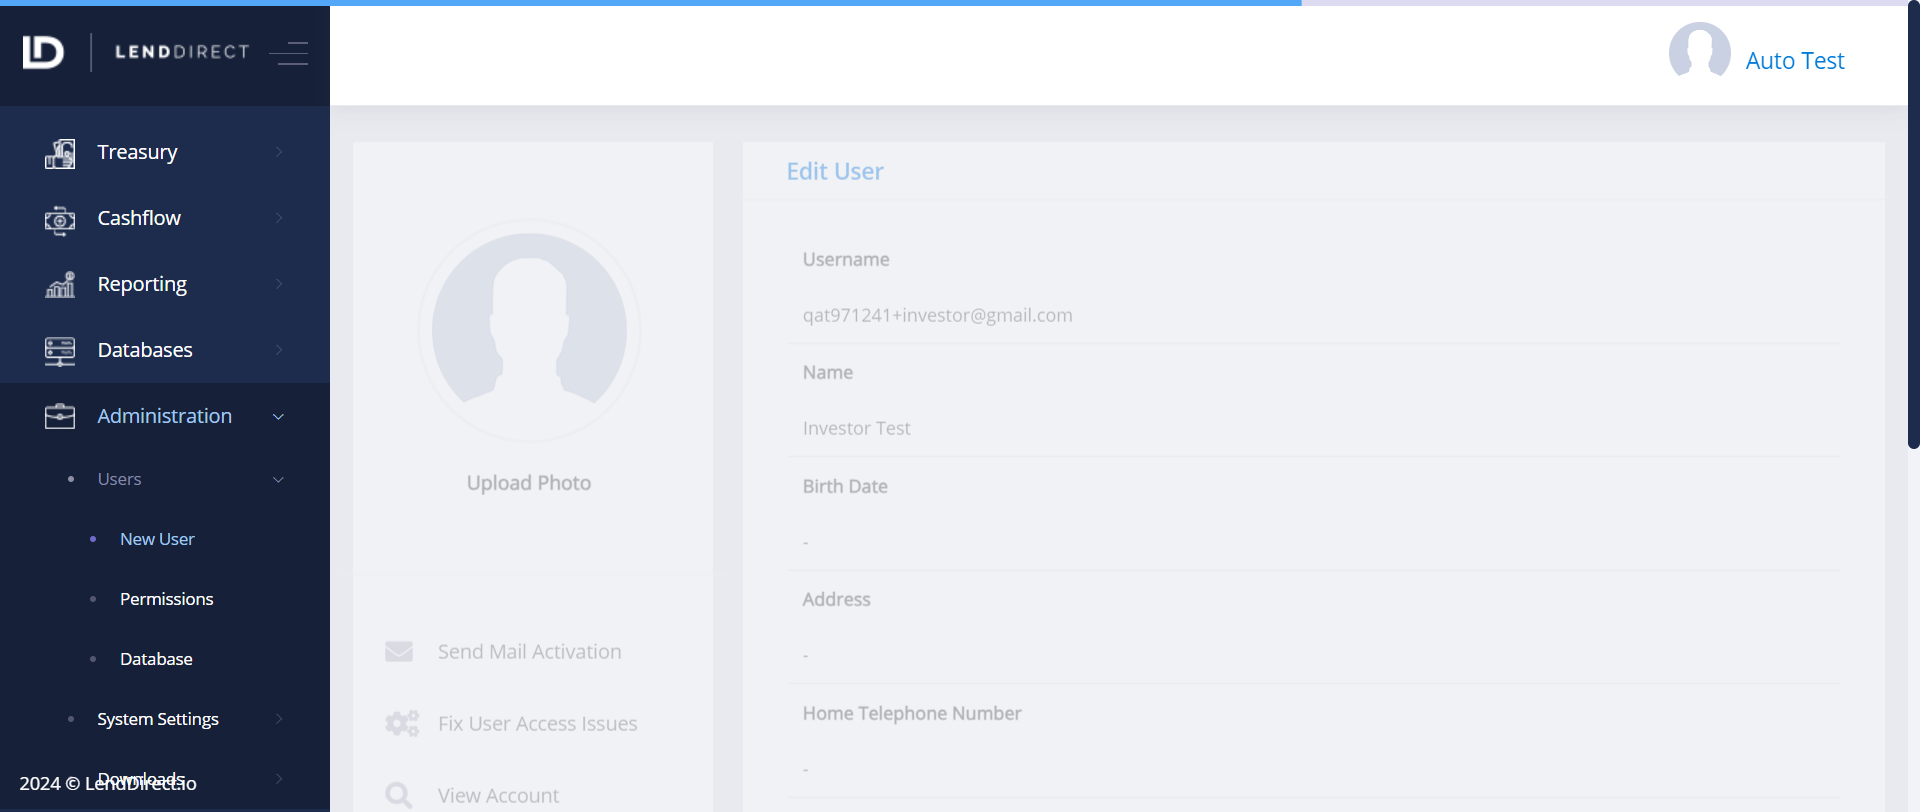 LENDDIRECT
Auto Test
Treasury
Cashflow
Reporting
Databases
Administration
Users
New User
Permissions
Database
System Settings
Downloads
2024 © LendDirect.io
Upload Photo
Send Mail Activation
Fix User Access Issues
View Account
Edit User
Username
qat971241+investor@gmail.com
Name
Investor Test
Birth Date
-
Address
-
Home Telephone Number
-